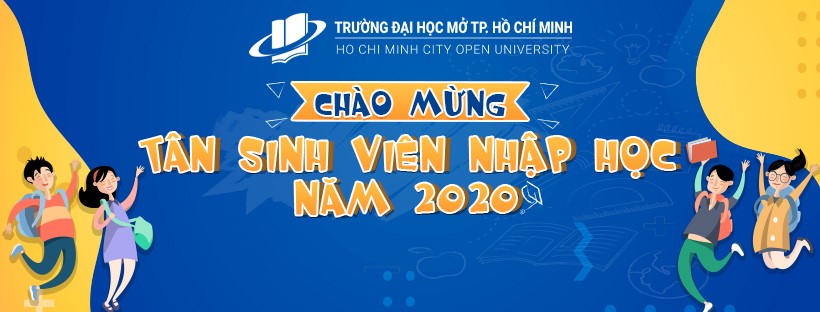 TRƯỜNG ĐẠI HỌC MỞ TP. HỒ CHÍ MINH
HO CHI MINH CITY OPEN UNIVERSITY
CHÀO MỪNG
TÂN SINH VIÊN NHẬP HỌC
NĂM 2020